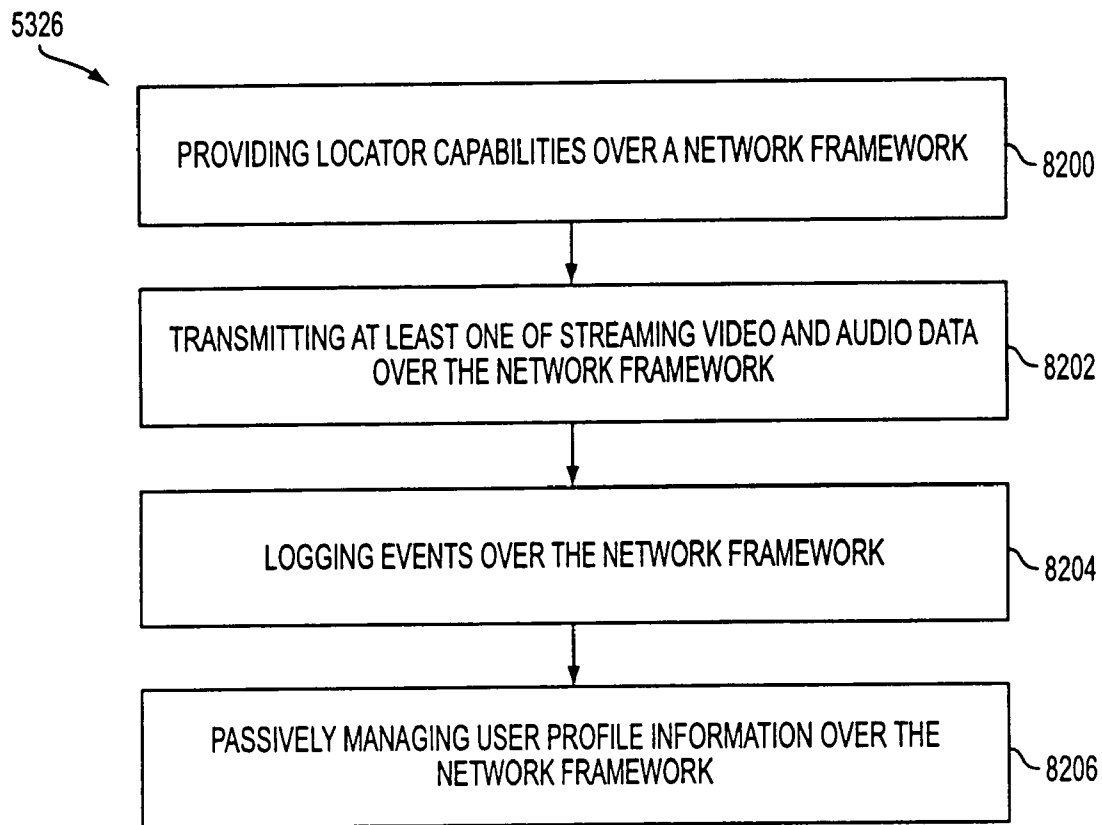 5326
PROVIDING LOCATOR CAPABILITIES OVER A NETWORK FRAMEWORK
8200
TRANSMITTING AT LEAST ONE OF STREAMING VIDEO AND AUDIO DATA
OVER THE NETWORK FRAMEWORK
8202
LOGGING EVENTS OVER THE NETWORK FRAMEWORK
8204
PASSIVELY MANAGING USER PROFILE INFORMATION OVER THE
NETWORK FRAMEWORK
8206